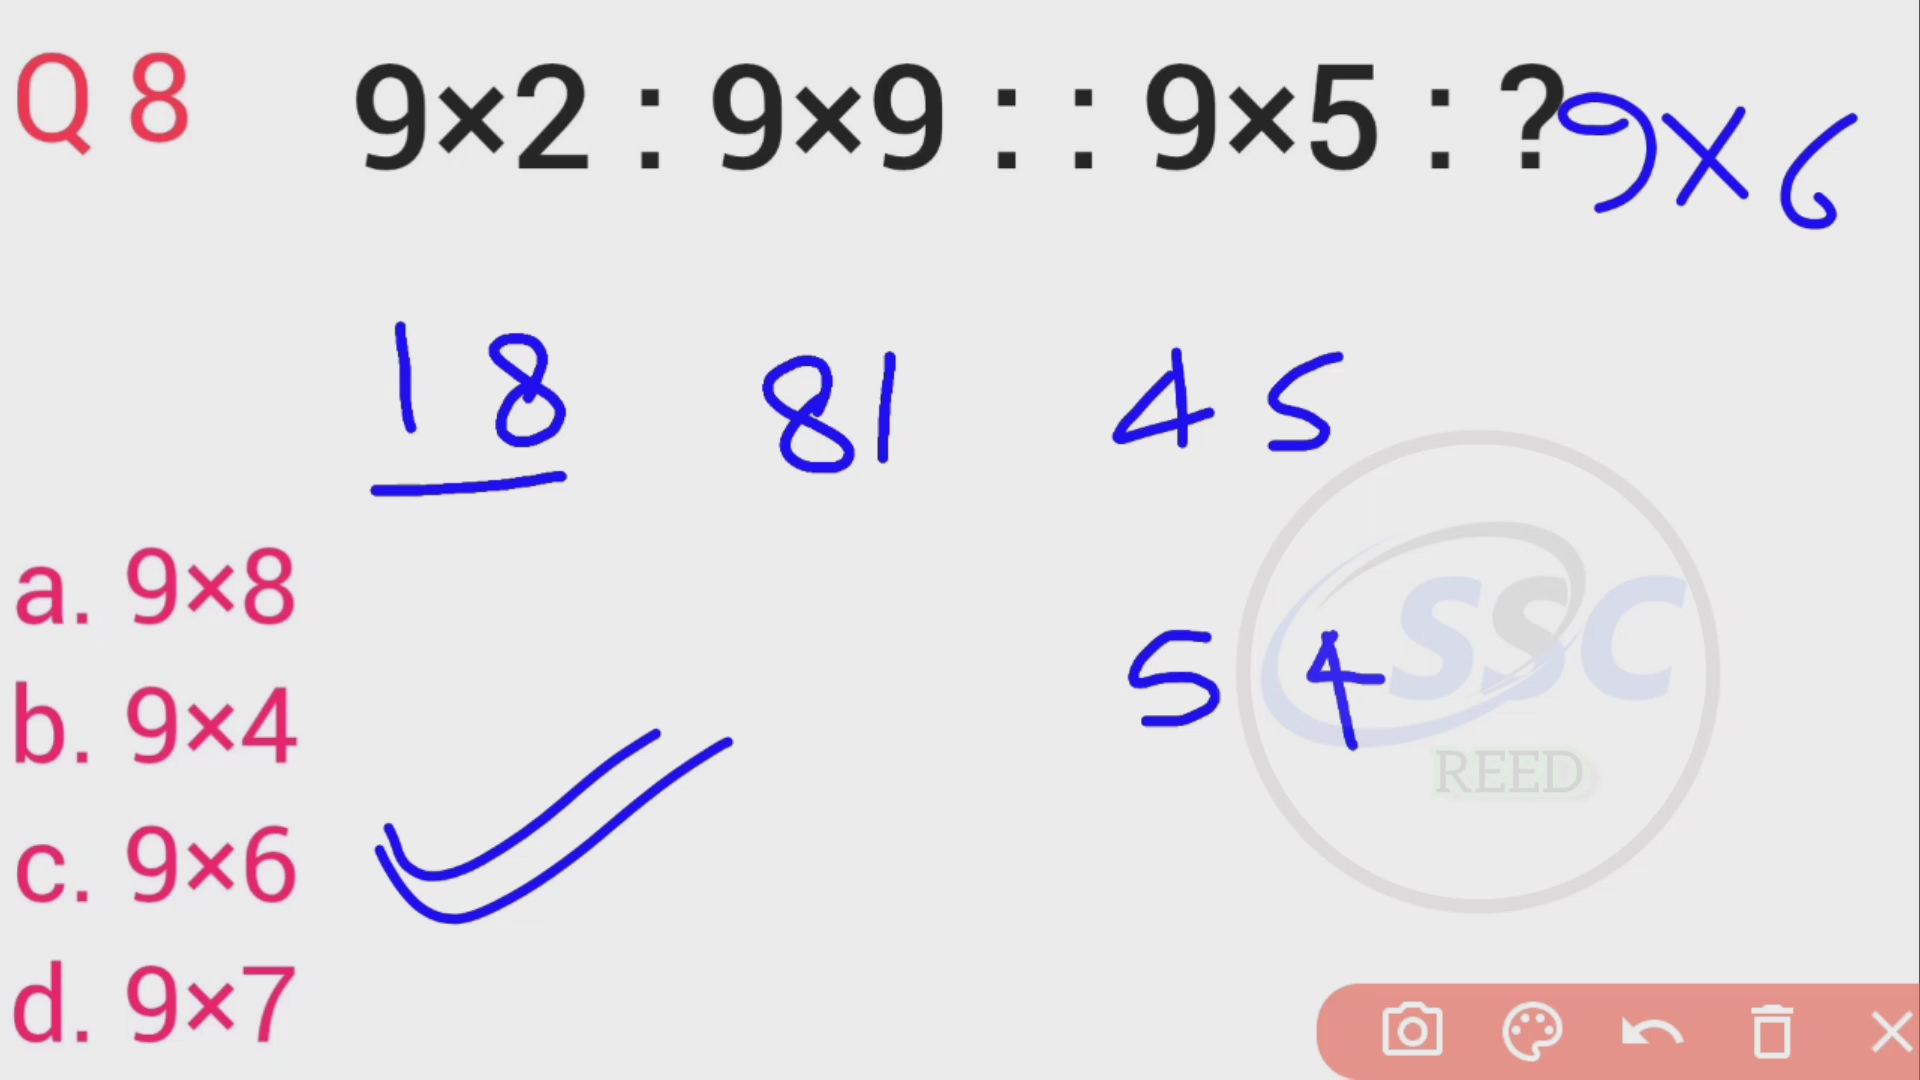 Q 8 9×2 : 9×9 : : 9×5 : ? 9×6
18 81 45
a. 9×8
54
SSC
b. 9×4
REED
c. 9×6
d. 9×7